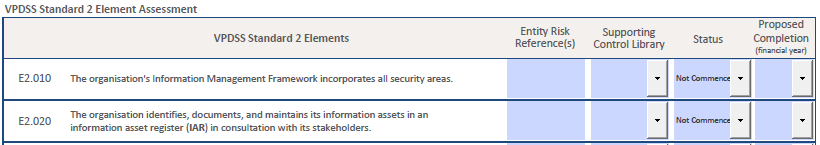 VPDSS Standard 2 Element Assessment
VPDSS Standard 2 Elements
Entity Risk
Reference(s)
Supporting
Control Library
Status
Proposed
Completion
(financial year)
E2.010 The organisation's Information Management Framework incorporates all security areas.
Not Commence
E2.020 The organisation identifies, documents, and maintains its information assets in an
information asset register (IAR) in consultation with its stakeholders.
Not Commence